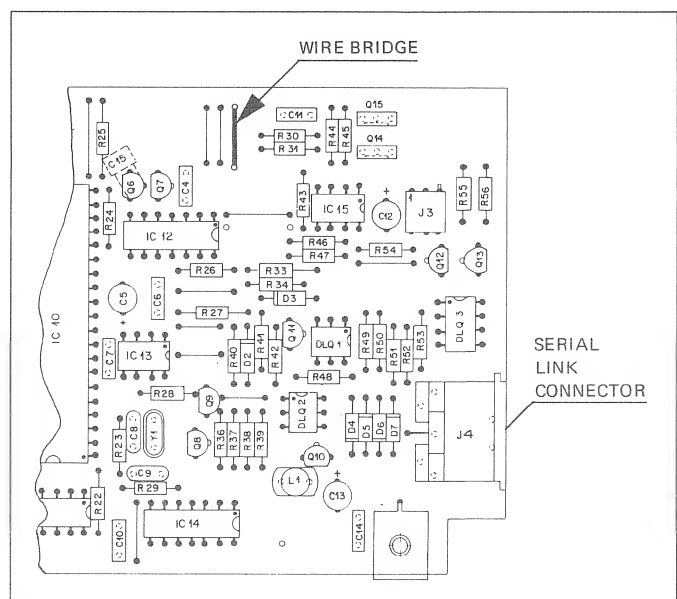 WIRE BRIDGE
Q15
C11
R25
R30
R44
R45
R31
Q14
C15
Q6
Q7
C4
R43
C12
J3
1
R55
R56
R24
IC 12
IC 15
R46
R47
R54
Q12
Q13
R26
R33
R34
D3
C5
C6
R27
DLQ 3
IC 10
Q11
DLQ 1
R49
R50
R51
R52
R53
C7
IC 13
R40
D2
R41
R42
SERIAL
LINK
CONNECTOR
R48
R28
Q9
DLQ 2
R23
C8
Y1
Q8
R36
R37
R38
R39
D4
D5
D6
D7
J4
Q10
C9
R29
L1
C13
R22
C10
IC 14
C14